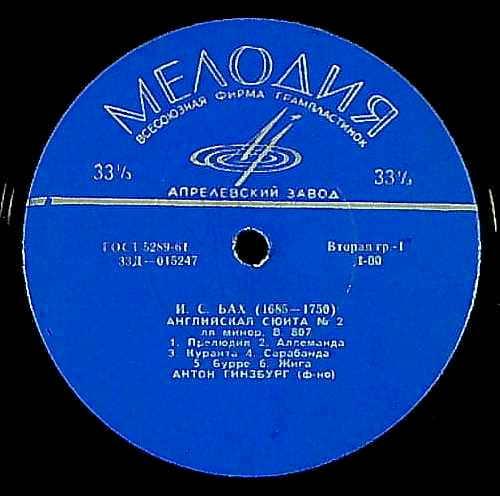 МЕЛОДИЯ
ВСЕСОЮЗНАЯ ФИРМА ГРАМПЛАСТИНОК
33⅓ 33⅓
АПРЕЛЕВСКИЙ ЗАВОД
ГОСТ 5289-61 Вторая гр.-1
33Д—015247 1-00
И. С. БАХ (1685—1750)
АНГЛИЙСКАЯ СЮИТА № 2
ля минор, В. 807
1. Прелюдия 2. Аллеманда
3. Куранта 4. Сарабанда
5. Бурре 6. Жига
АНТОН ГИНЗБУРГ (ф-но)